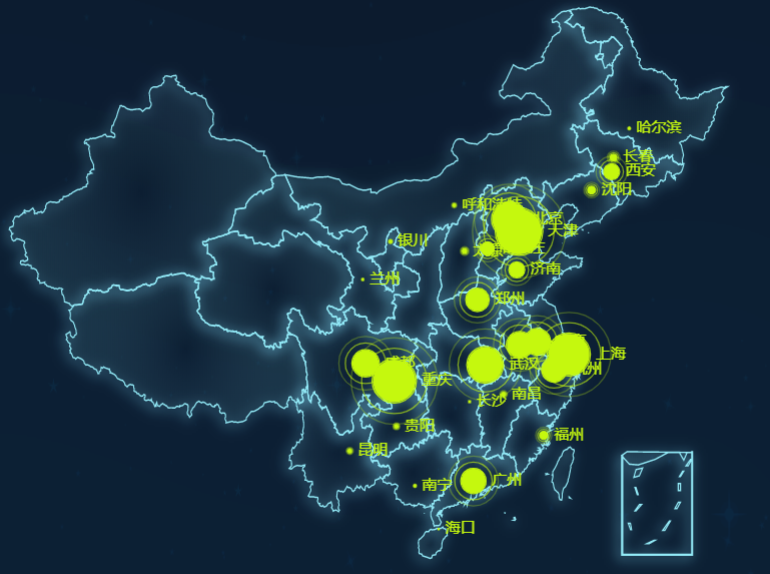 哈尔滨
长春
西安
沈阳
呼和浩特
北京
天津
银川
济南
兰州
郑州
上海
成都
武汉
杭州
重庆
南昌
长沙
贵阳
福州
昆明
广州
南宁
海口